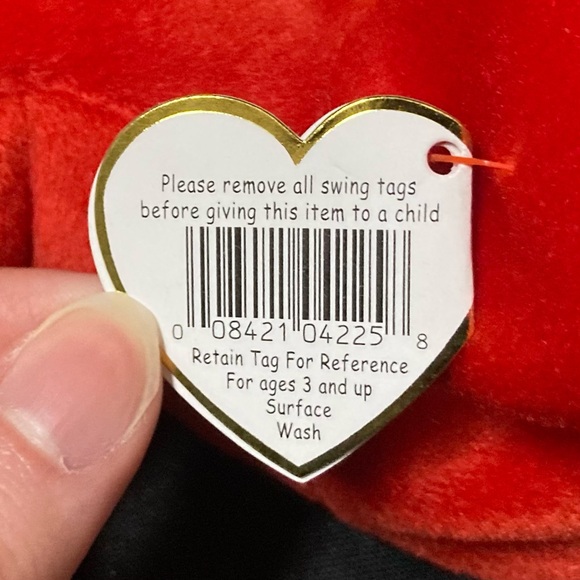 Please remove all swing tags
before giving this item to a child
0 08421 04225 8
Retain Tag For Reference
For ages 3 and up
Surface
Wash